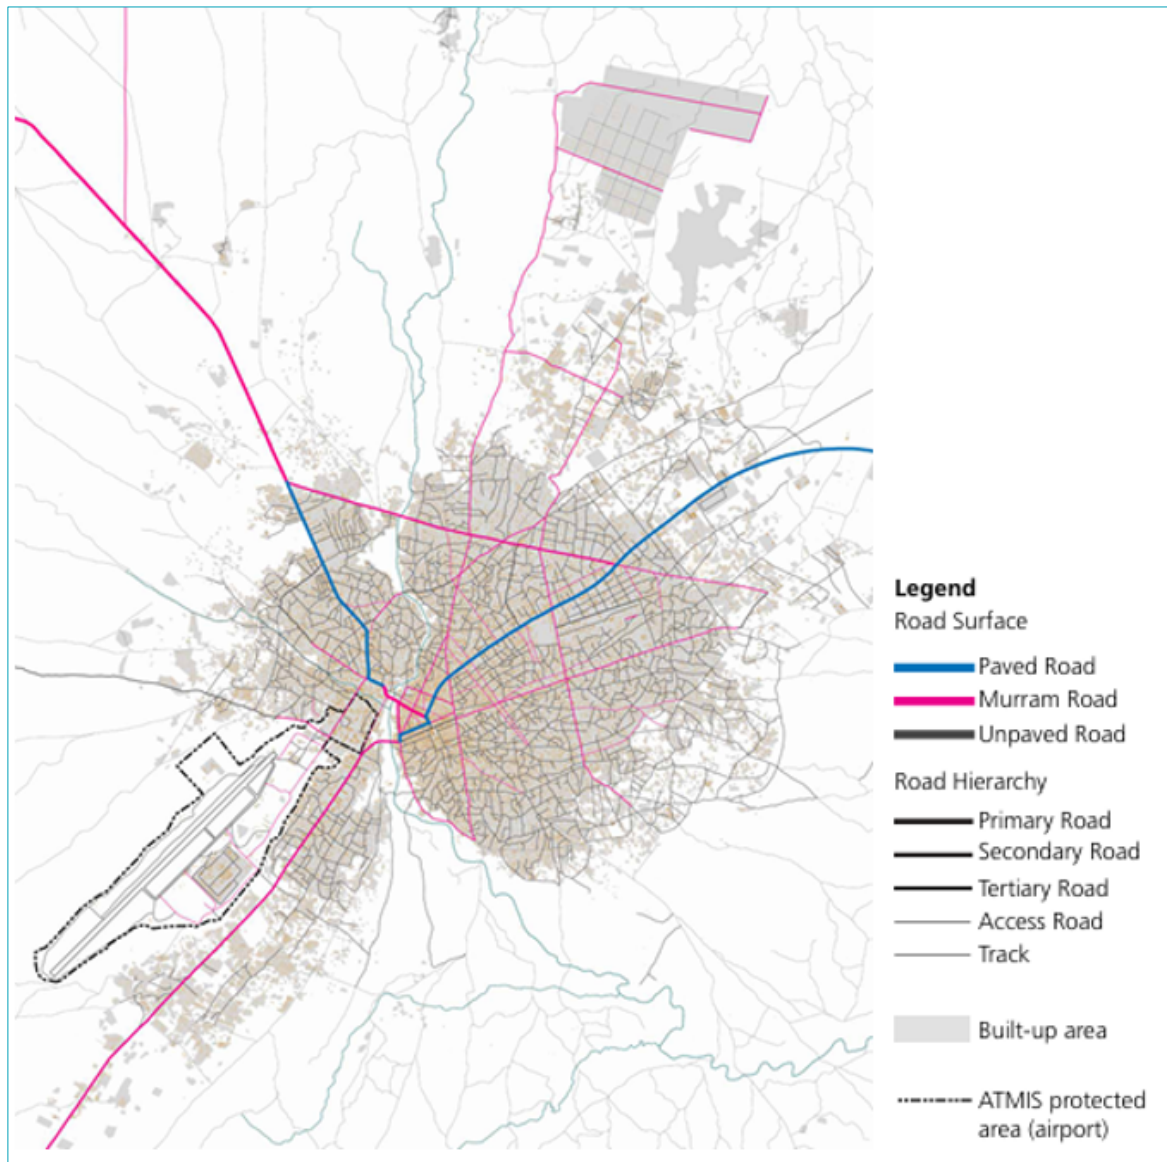 Legend
Road Surface
Paved Road
Murram Road
Unpaved Road
Road Hierarchy
Primary Road
Secondary Road
Tertiary Road
Access Road
Track
Built-up area
ATMIS protected
area (airport)